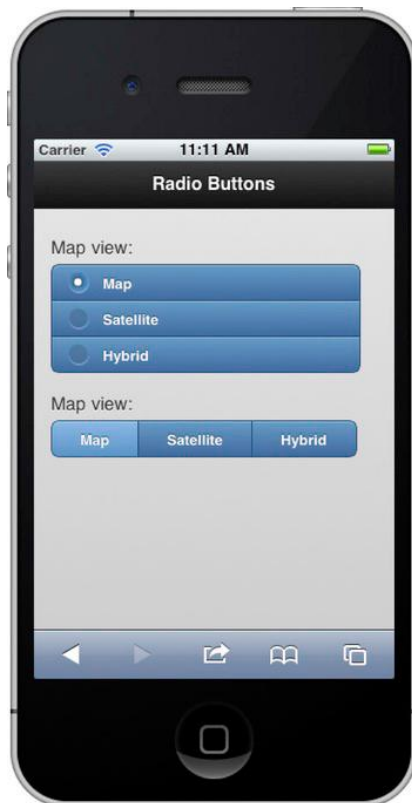 Carrier 11:11 AM
Radio Buttons
Map view:
Map
Satellite
Hybrid
Map view:
Map Satellite Hybrid